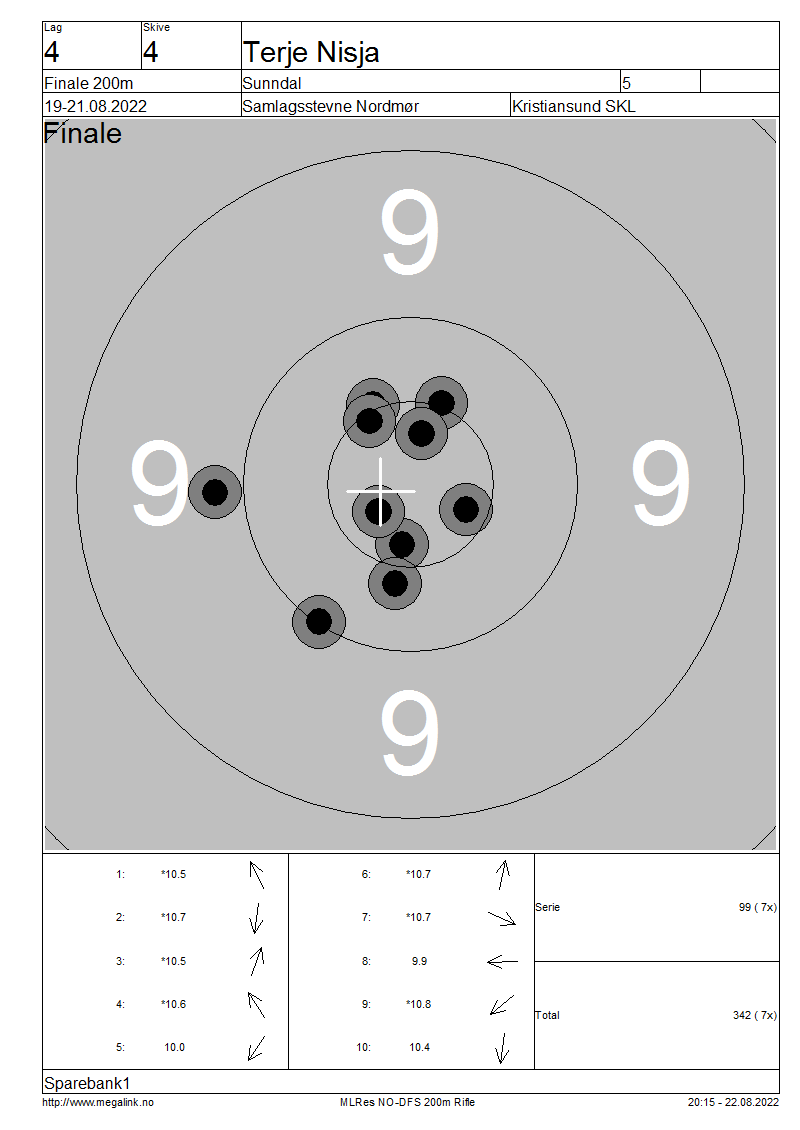 Lag Skive
4 4 Terje Nisja
Finale 200m Sunndal 5
19-21.08.2022 Samlagsstevne Nordmør Kristiansund SKL
Finale
9
9 9
9
1: *10.5 6: *10.7
2: *10.7 7: *10.7
Serie 99 ( 7x)
3: *10.5 8: 9.9
4: *10.6 9: *10.8
Total 342 ( 7x)
5: 10.0 10: 10.4
Sparebank1
http://www.megalink.no MLRes NO-DFS 200m Rifle 20:15 - 22.08.2022